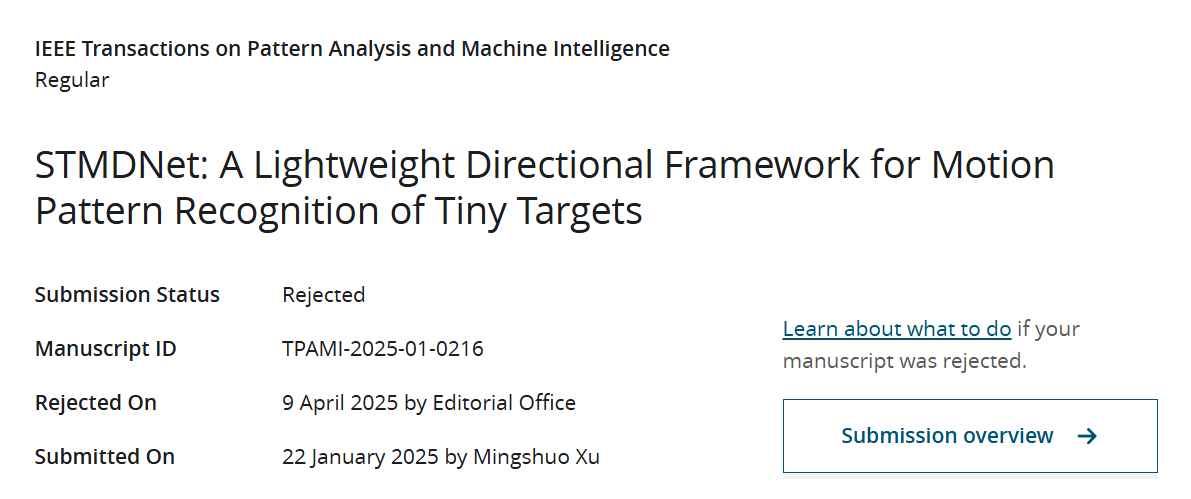 IEEE Transactions on Pattern Analysis and Machine Intelligence
Regular
STMDNet: A Lightweight Directional Framework for Motion
Pattern Recognition of Tiny Targets
Submission Status Rejected
Manuscript ID TPAMI-2025-01-0216
Rejected On 9 April 2025 by Editorial Office
Submitted On 22 January 2025 by Mingshuo Xu
Learn about what to do if your
manuscript was rejected.
Submission overview →